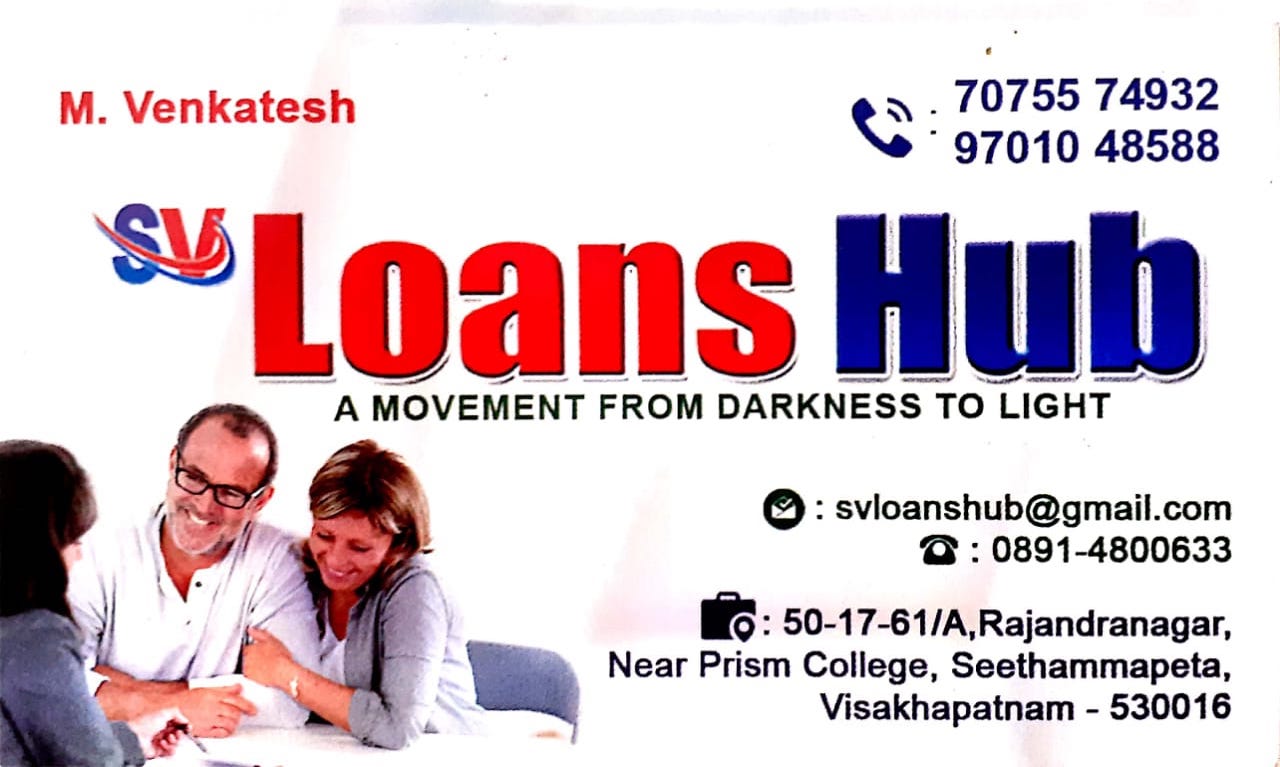 M. Venkatesh
: 70755 74932
: 97010 48588
SV Loans Hub
A MOVEMENT FROM DARKNESS TO LIGHT
: svloanshub@gmail.com
: 0891-4800633
: 50-17-61/A,Rajandranagar,
Near Prism College, Seethammapeta,
Visakhapatnam - 530016